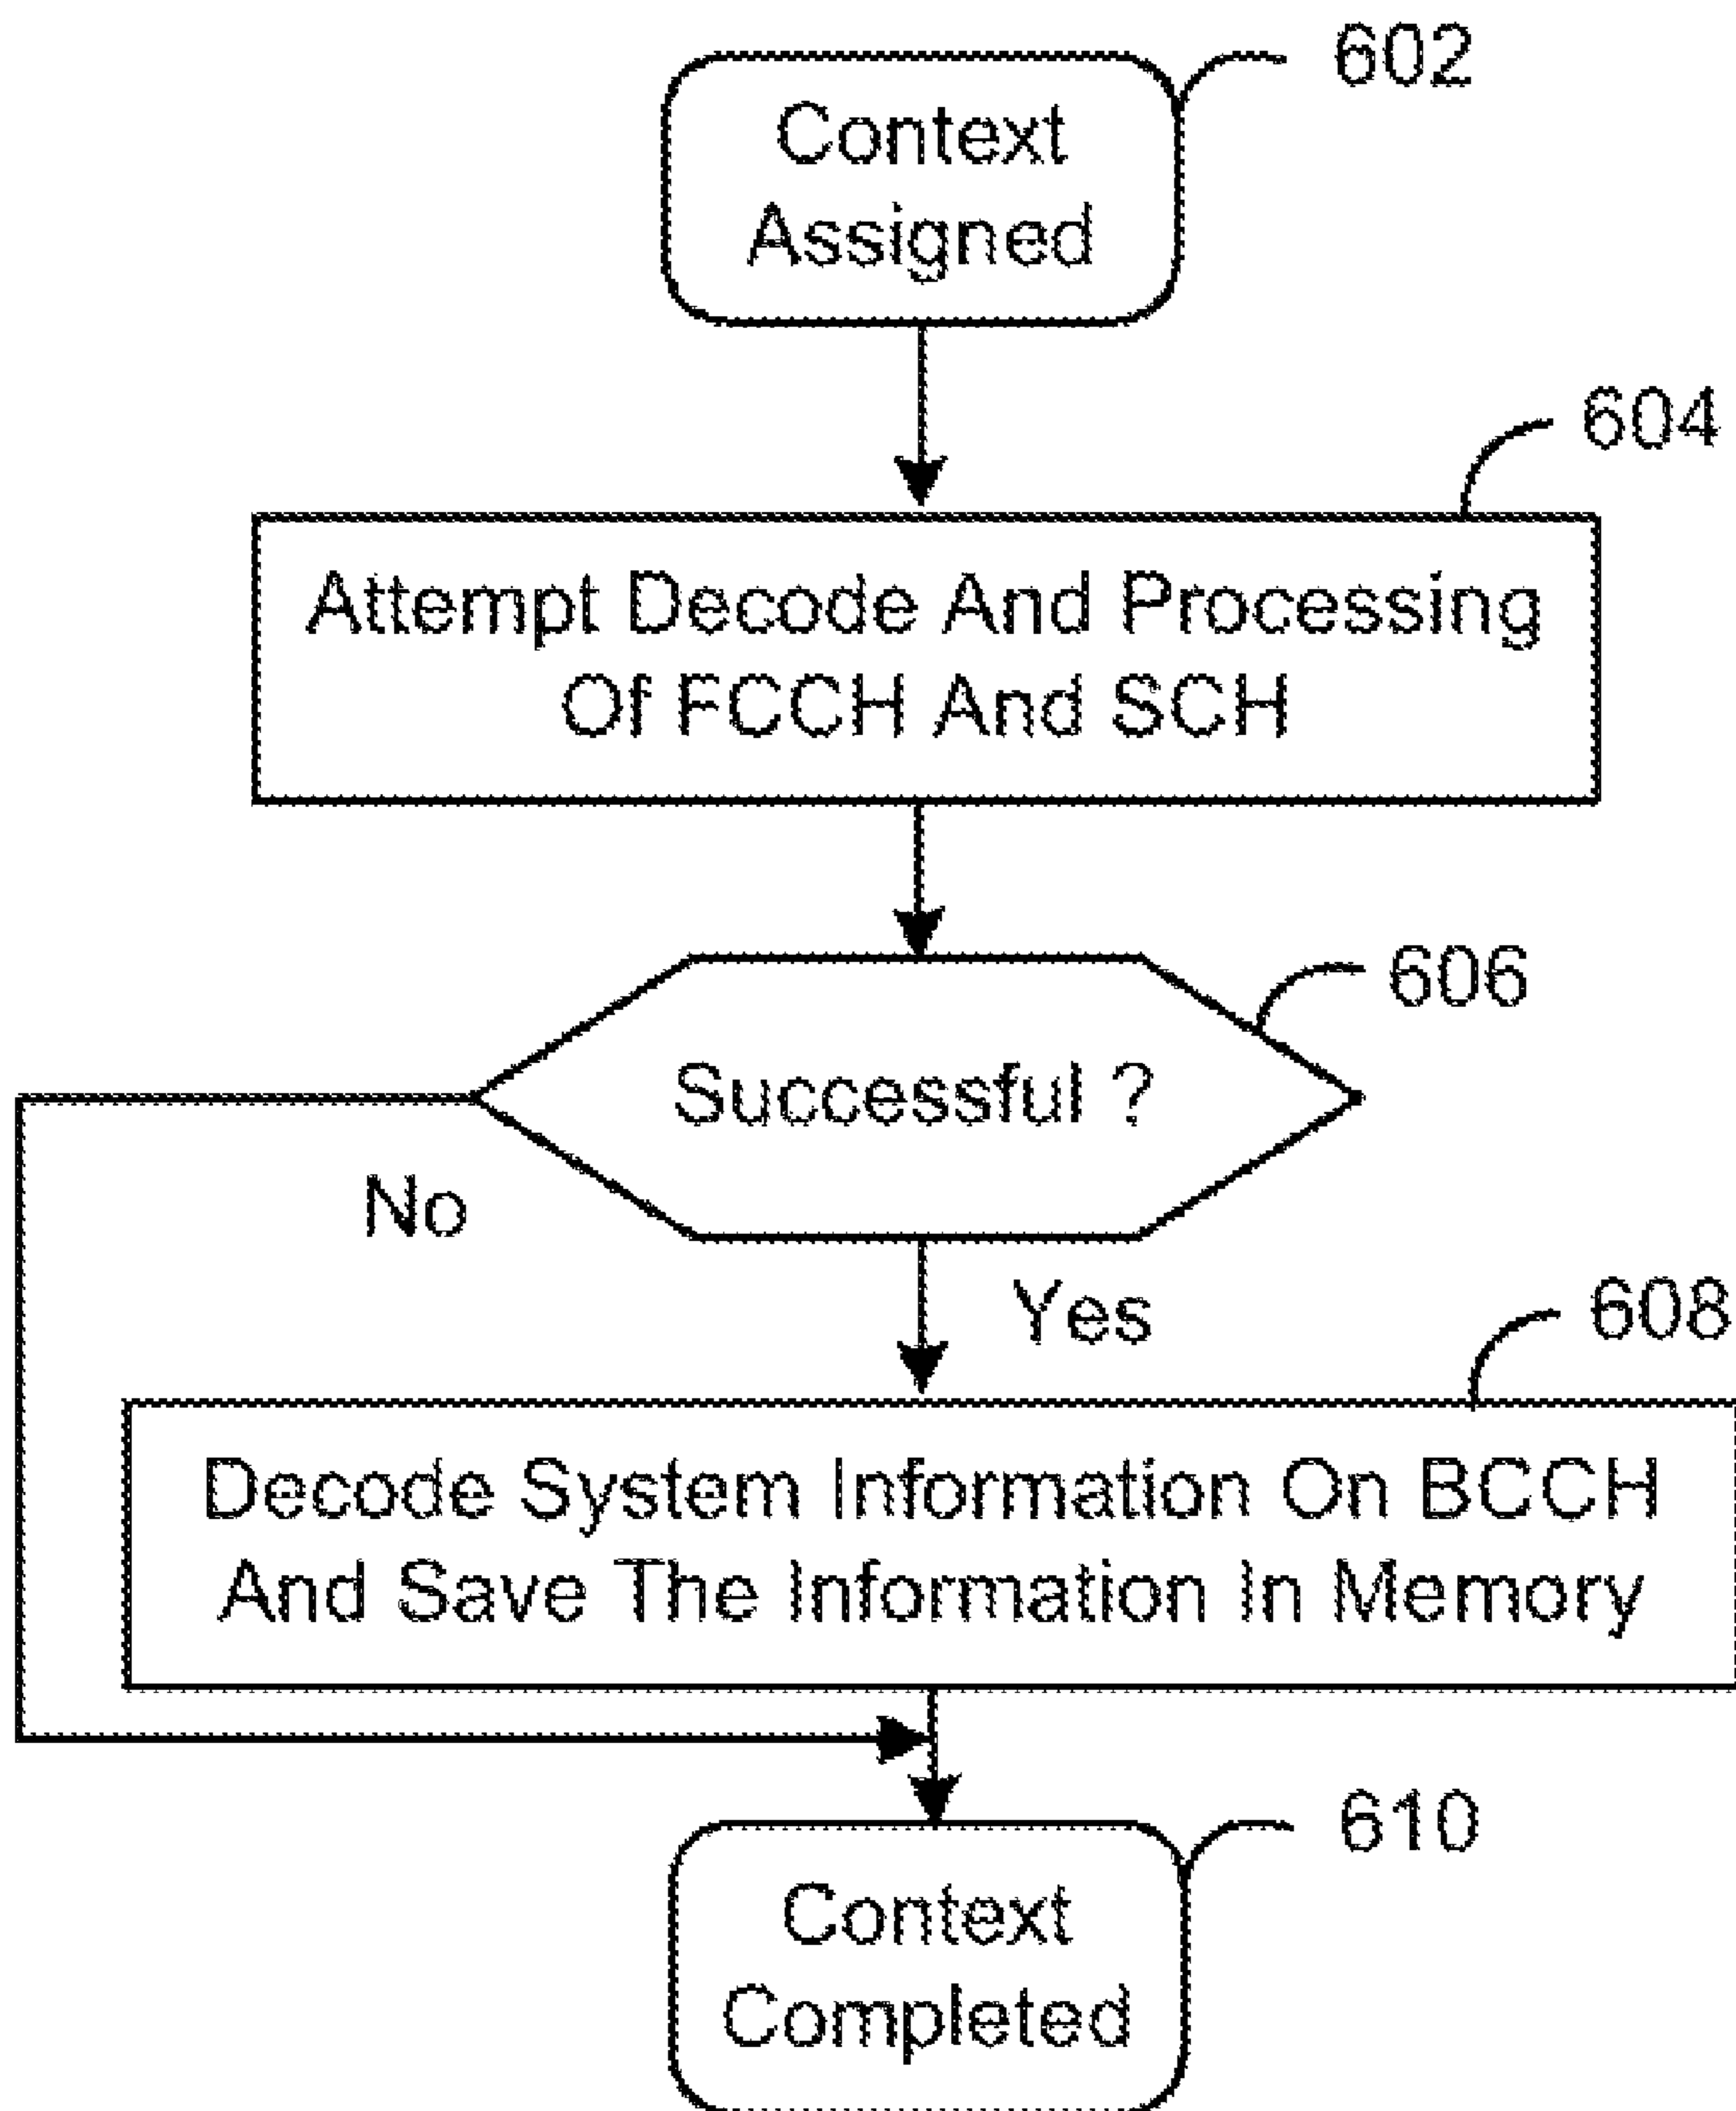 602
Context
Assigned
604
Attempt Decode And Processing
Of FCCH And SCH
606
Successful ?
No
Yes
608
Decode System Information On BCCH
And Save The Information In Memory
610
Context
Completed